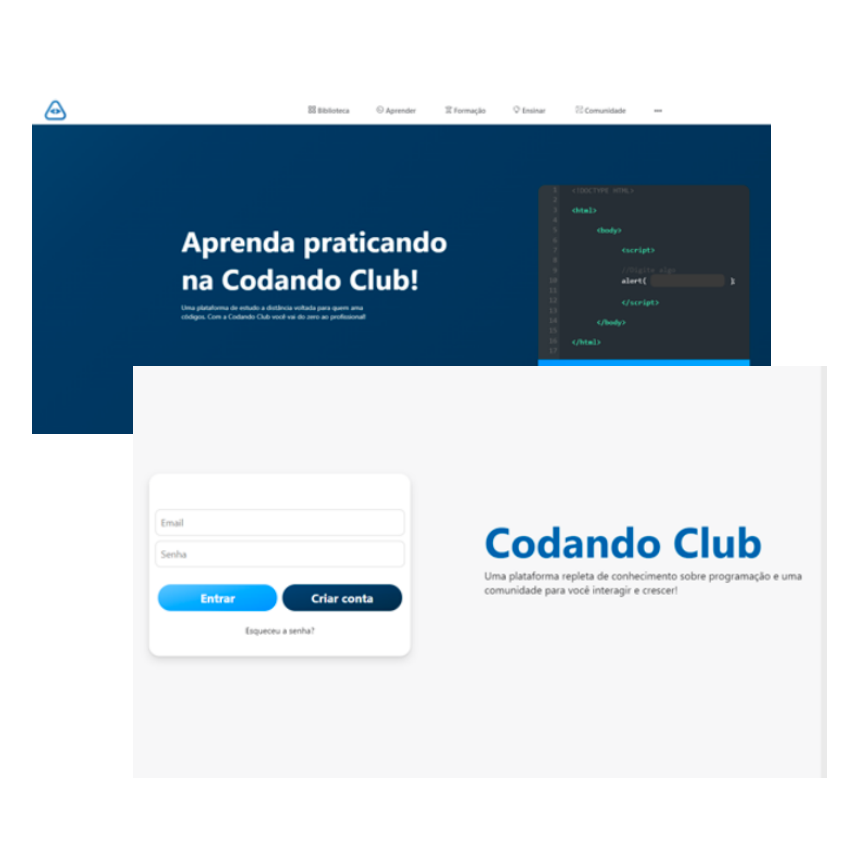 Biblioteca Aprender Formação Ensinar Comunidade •••
Aprenda praticando
na Codando Club!
Uma plataforma de estudo a distância voltada para quem ama
códigos. Com a Codando Club você vai do zero ao profissional!
1 <!DOCTYPE HTML>
2
3 <html>
4
5 <body>
6
7 <script>
8
9 //Digite algo
10 alert( );
11
12 </script>
13
14 </body>
15
16 </html>
17
Email
Senha
Entrar Criar conta
Esqueceu a senha?
Codando Club
Uma plataforma repleta de conhecimento sobre programação e uma
comunidade para você interagir e crescer!